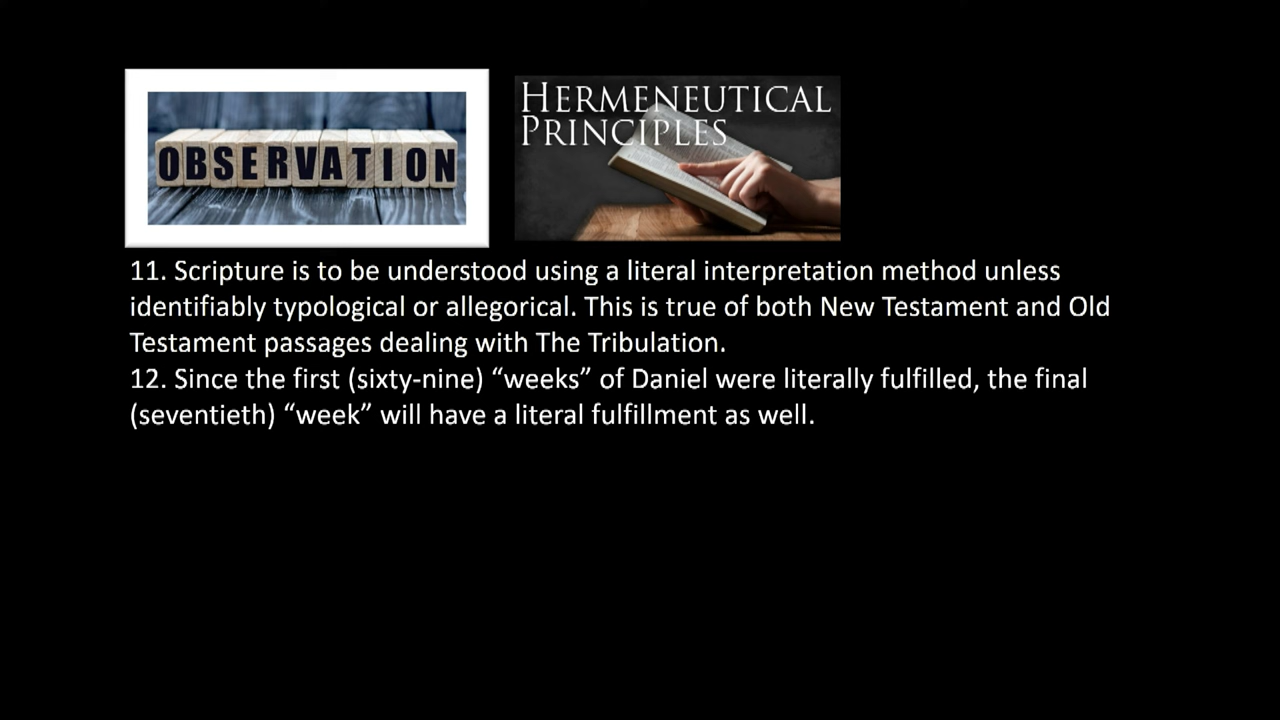 OBSERVATION
HERMENEUTICAL
PRINCIPLES
11. Scripture is to be understood using a literal interpretation method unless
identifiably typological or allegorical. This is true of both New Testament and Old
Testament passages dealing with The Tribulation.
12. Since the first (sixty-nine) “weeks” of Daniel were literally fulfilled, the final
(seventieth) “week” will have a literal fulfillment as well.